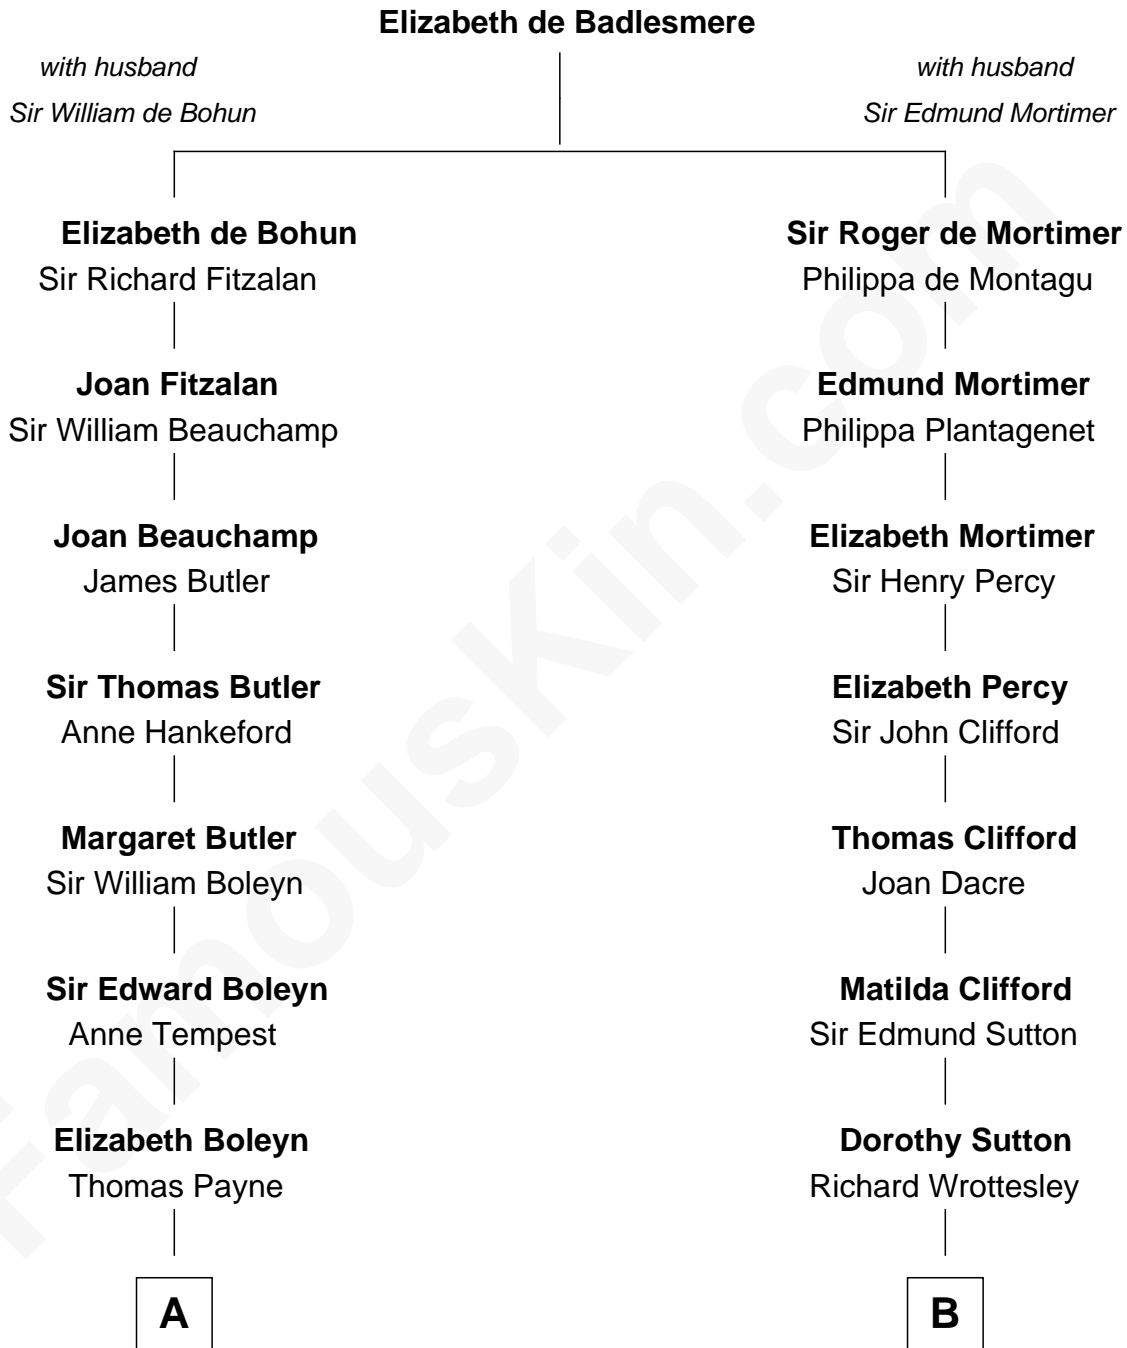 Elizabeth de Badlesmere
with husband
Sir William de Bohun
with husband
Sir Edmund Mortimer
Elizabeth de Bohun
Sir Richard Fitzalan
Joan Fitzalan
Sir William Beauchamp
Joan Beauchamp
James Butler
Sir Thomas Butler
Anne Hankeford
Margaret Butler
Sir William Boleyn
Sir Edward Boleyn
Anne Tempest
Elizabeth Boleyn
Thomas Payne
A
Sir Roger de Mortimer
Philippa de Montagu
Edmund Mortimer
Philippa Plantagenet
Elizabeth Mortimer
Sir Henry Percy
Elizabeth Percy
Sir John Clifford
Thomas Clifford
Joan Dacre
Matilda Clifford
Sir Edmund Sutton
Dorothy Sutton
Richard Wrottesley
B
FamousKin.com